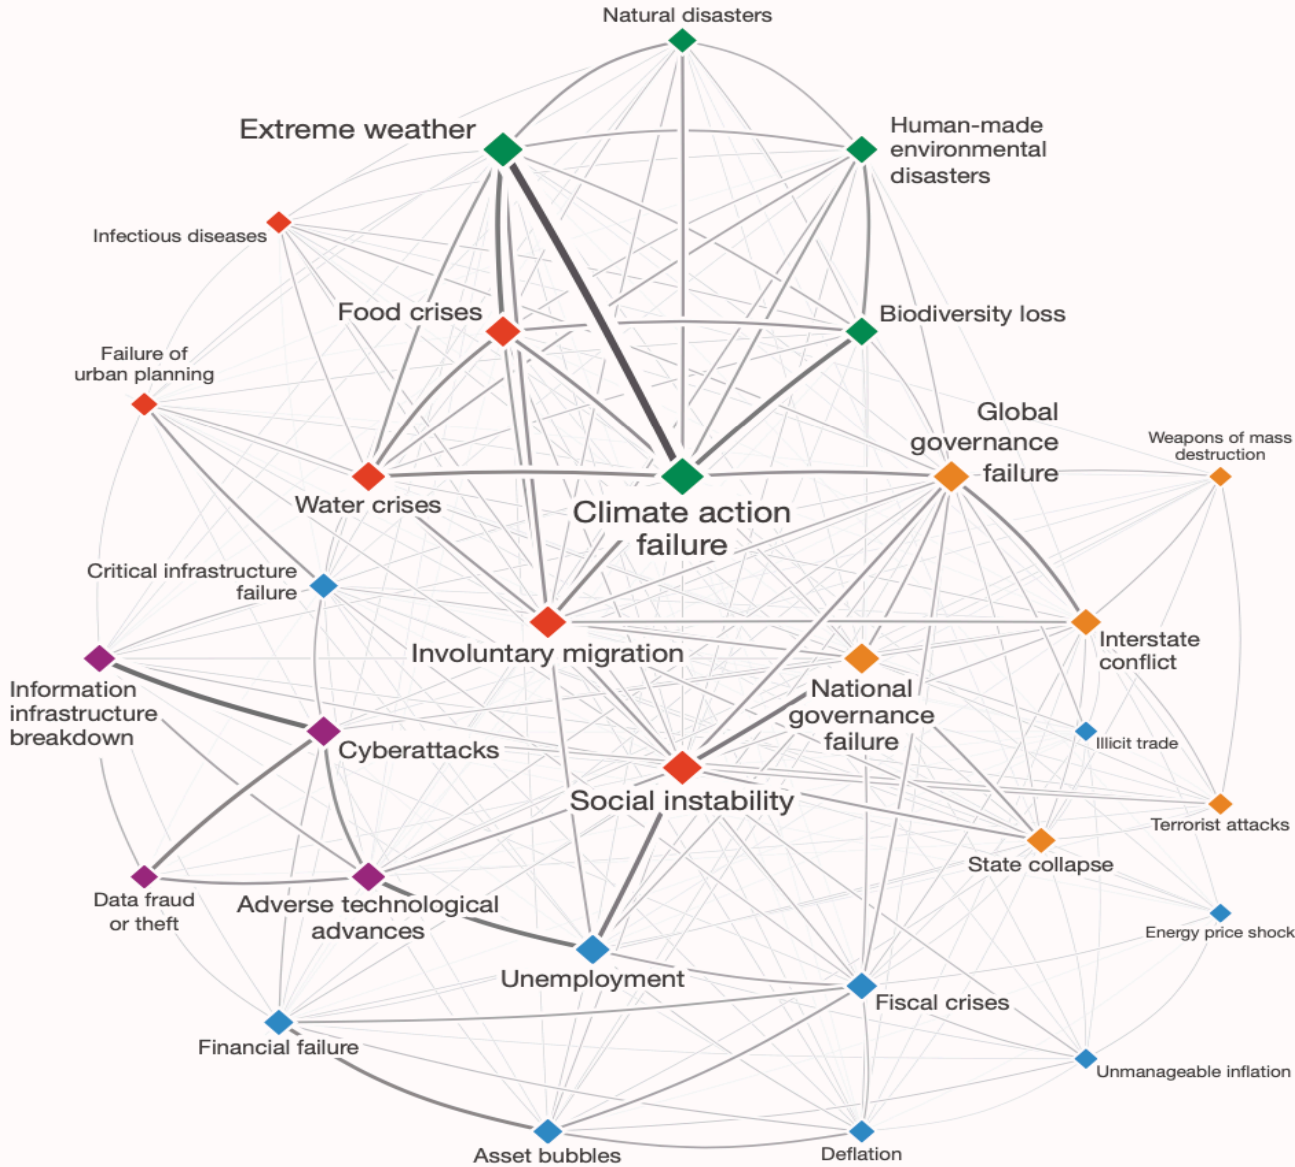 Natural disasters
Extreme weather
Human-made
environmental
disasters
Infectious diseases
Food crises
Biodiversity loss
Failure of
urban planning
Global
governance
failure
Weapons of mass
destruction
Water crises
Climate action
failure
Critical infrastructure
failure
Involuntary migration
Interstate
conflict
Information
infrastructure
breakdown
National
governance
failure
Cyberattacks
Illicit trade
Social instability
Terrorist attacks
State collapse
Data fraud
or theft
Adverse technological
advances
Energy price shock
Unemployment
Fiscal crises
Financial failure
Unmanageable inflation
Asset bubbles
Deflation